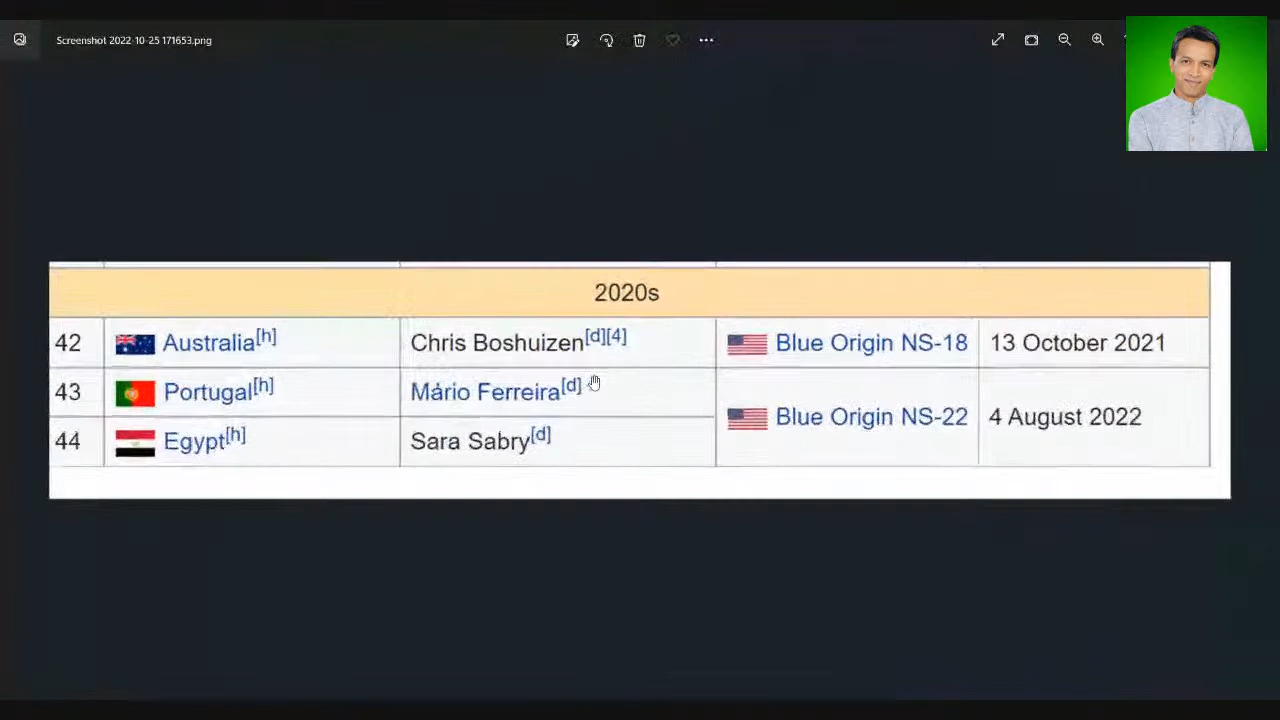 Screenshot 2022-10-25 171653.png
2020s
42 Australia[h] Chris Boshuizen[d][4] Blue Origin NS-18 13 October 2021
43 Portugal[h] Mário Ferreira[d] Blue Origin NS-22 4 August 2022
44 Egypt[h] Sara Sabry[d]